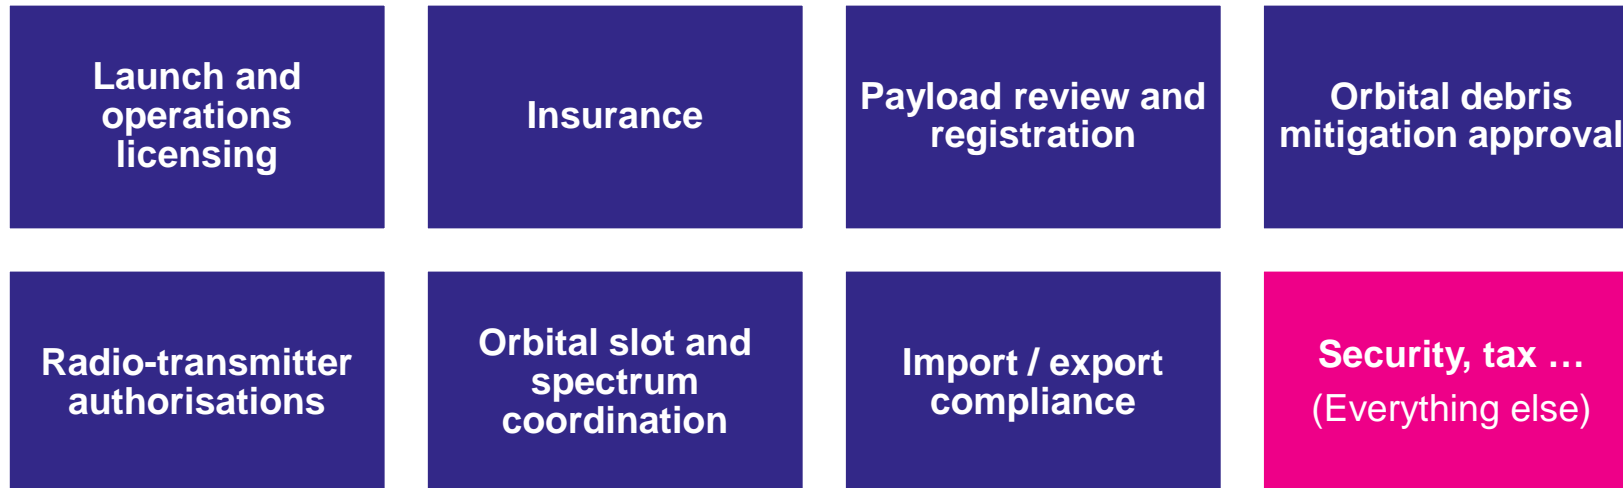 Launch and
operations
licensing
Insurance
Payload review and
registration
Orbital debris
mitigation approval
Radio-transmitter
authorisations
Orbital slot and
spectrum
coordination
Import / export
compliance
Security, tax …
(Everything else)